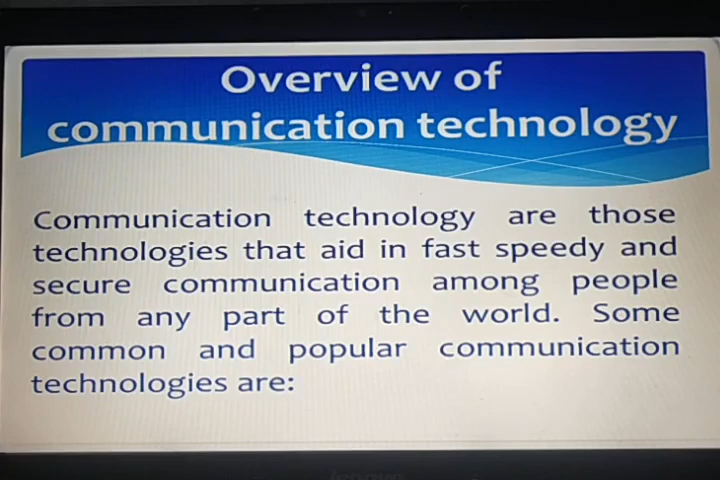 Overview of
communication technology
Communication technology are those
technologies that aid in fast speedy and
secure communication among people
from any part of the world. Some
common and popular communication
technologies are: